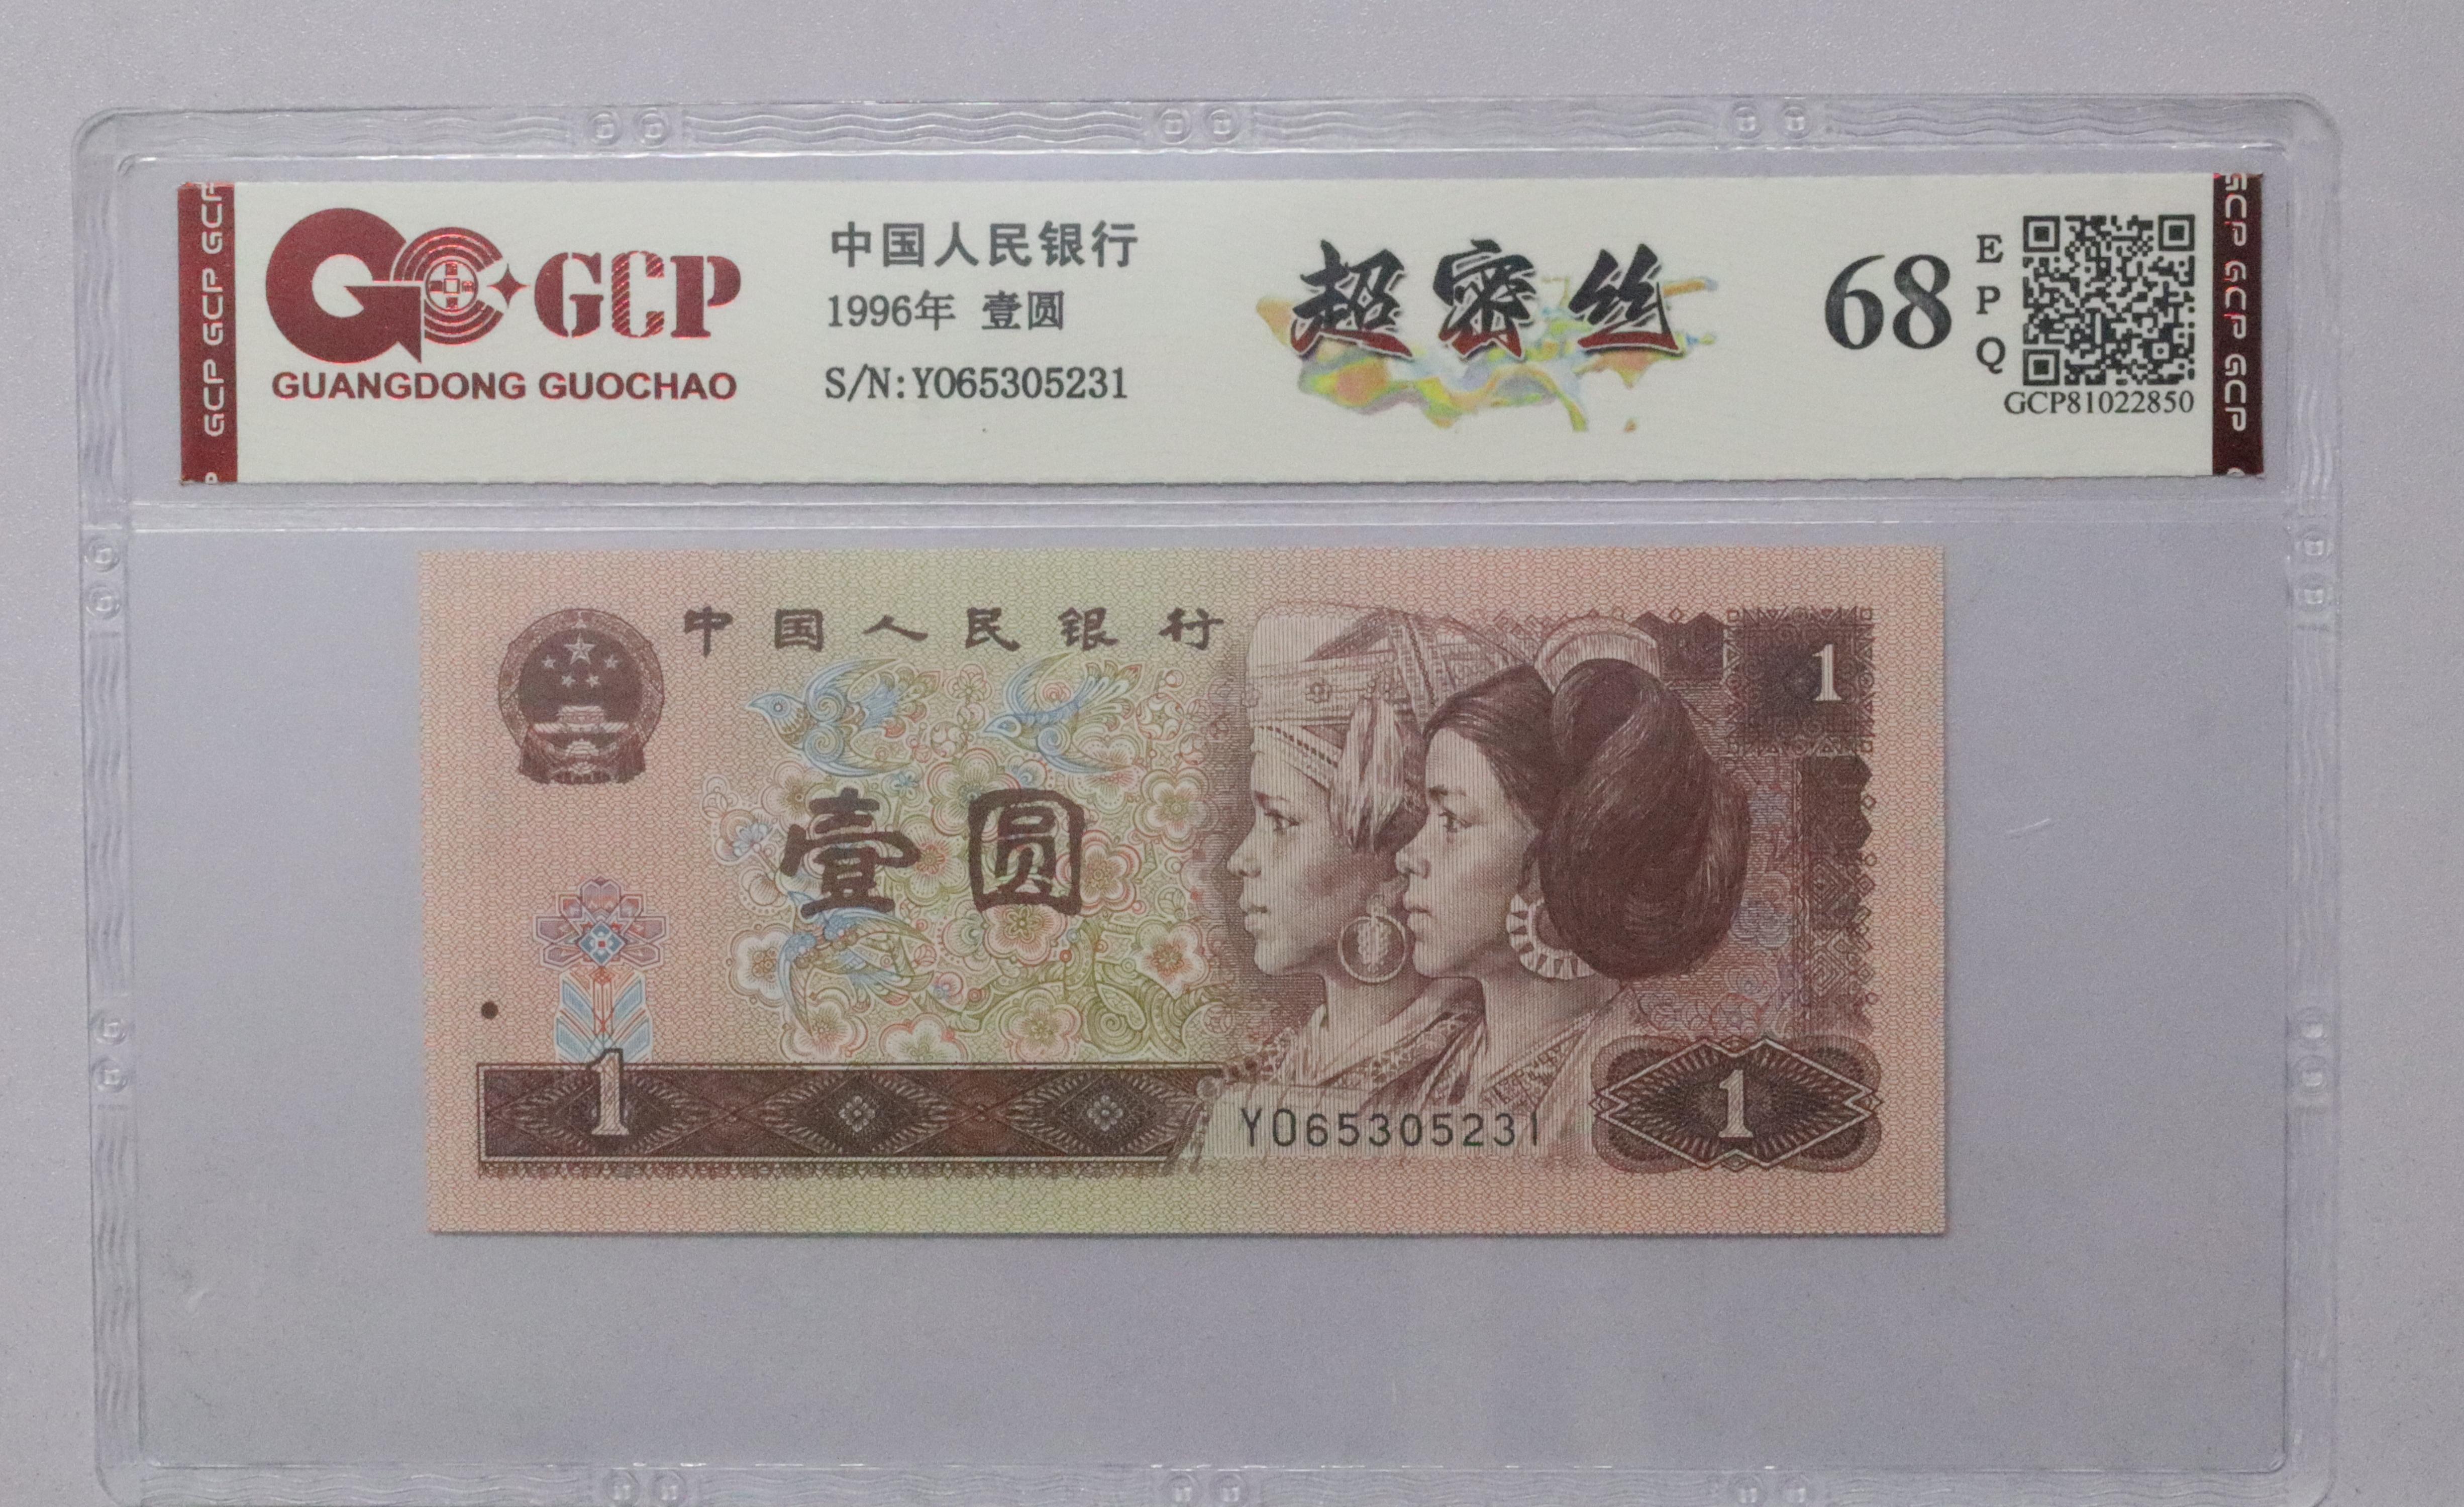 GCP
GUANGDONG GUOCHAO
中国人民银行
1996年 壹圆
S/N:Y065305231
超密丝
68
EPQ
GCP81022850
GCP GCP GCP
GCP GCP GCP
中国人民银行
1
壹圆
1
Y065305231
1